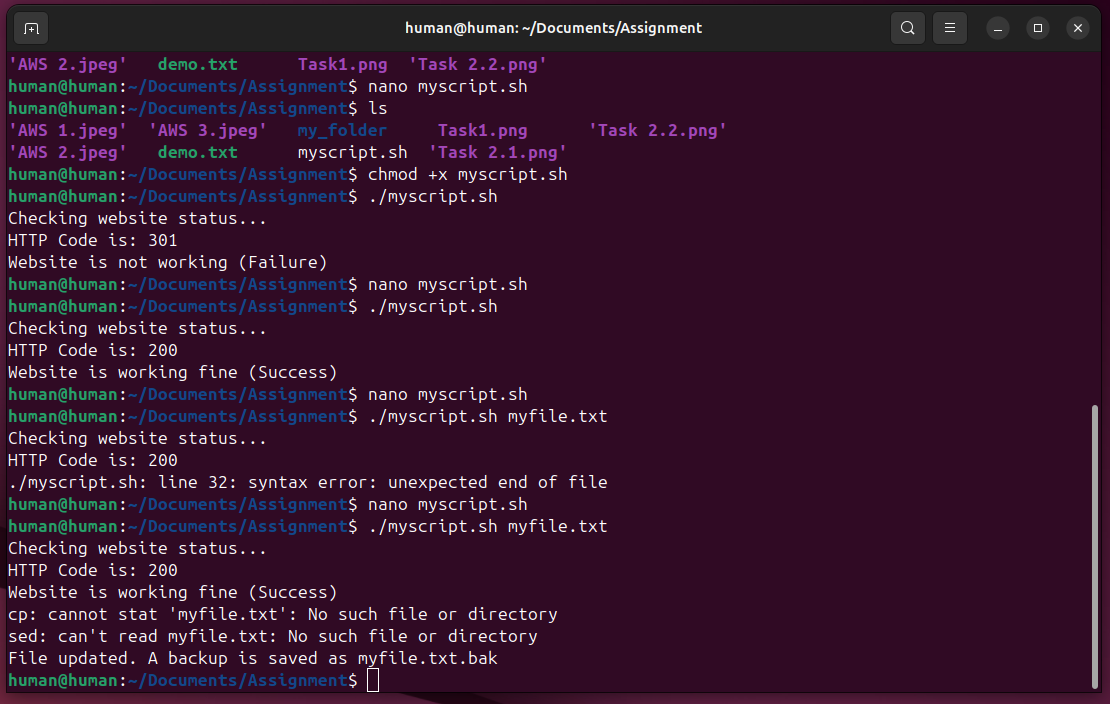 human@human: ~/Documents/Assignment
'AWS 2.jpeg'   demo.txt      Task1.png  'Task 2.2.png'
human@human:~/Documents/Assignment$ nano myscript.sh
human@human:~/Documents/Assignment$ ls
'AWS 1.jpeg'  'AWS 3.jpeg'   my_folder     Task1.png      'Task 2.2.png'
'AWS 2.jpeg'   demo.txt      myscript.sh  'Task 2.1.png'
human@human:~/Documents/Assignment$ chmod +x myscript.sh
human@human:~/Documents/Assignment$ ./myscript.sh
Checking website status...
HTTP Code is: 301
Website is not working (Failure)
human@human:~/Documents/Assignment$ nano myscript.sh
human@human:~/Documents/Assignment$ ./myscript.sh
Checking website status...
HTTP Code is: 200
Website is working fine (Success)
human@human:~/Documents/Assignment$ nano myscript.sh
human@human:~/Documents/Assignment$ ./myscript.sh myfile.txt
Checking website status...
HTTP Code is: 200
./myscript.sh: line 32: syntax error: unexpected end of file
human@human:~/Documents/Assignment$ nano myscript.sh
human@human:~/Documents/Assignment$ ./myscript.sh myfile.txt
Checking website status...
HTTP Code is: 200
Website is working fine (Success)
cp: cannot stat 'myfile.txt': No such file or directory
sed: can't read myfile.txt: No such file or directory
File updated. A backup is saved as myfile.txt.bak
human@human:~/Documents/Assignment$